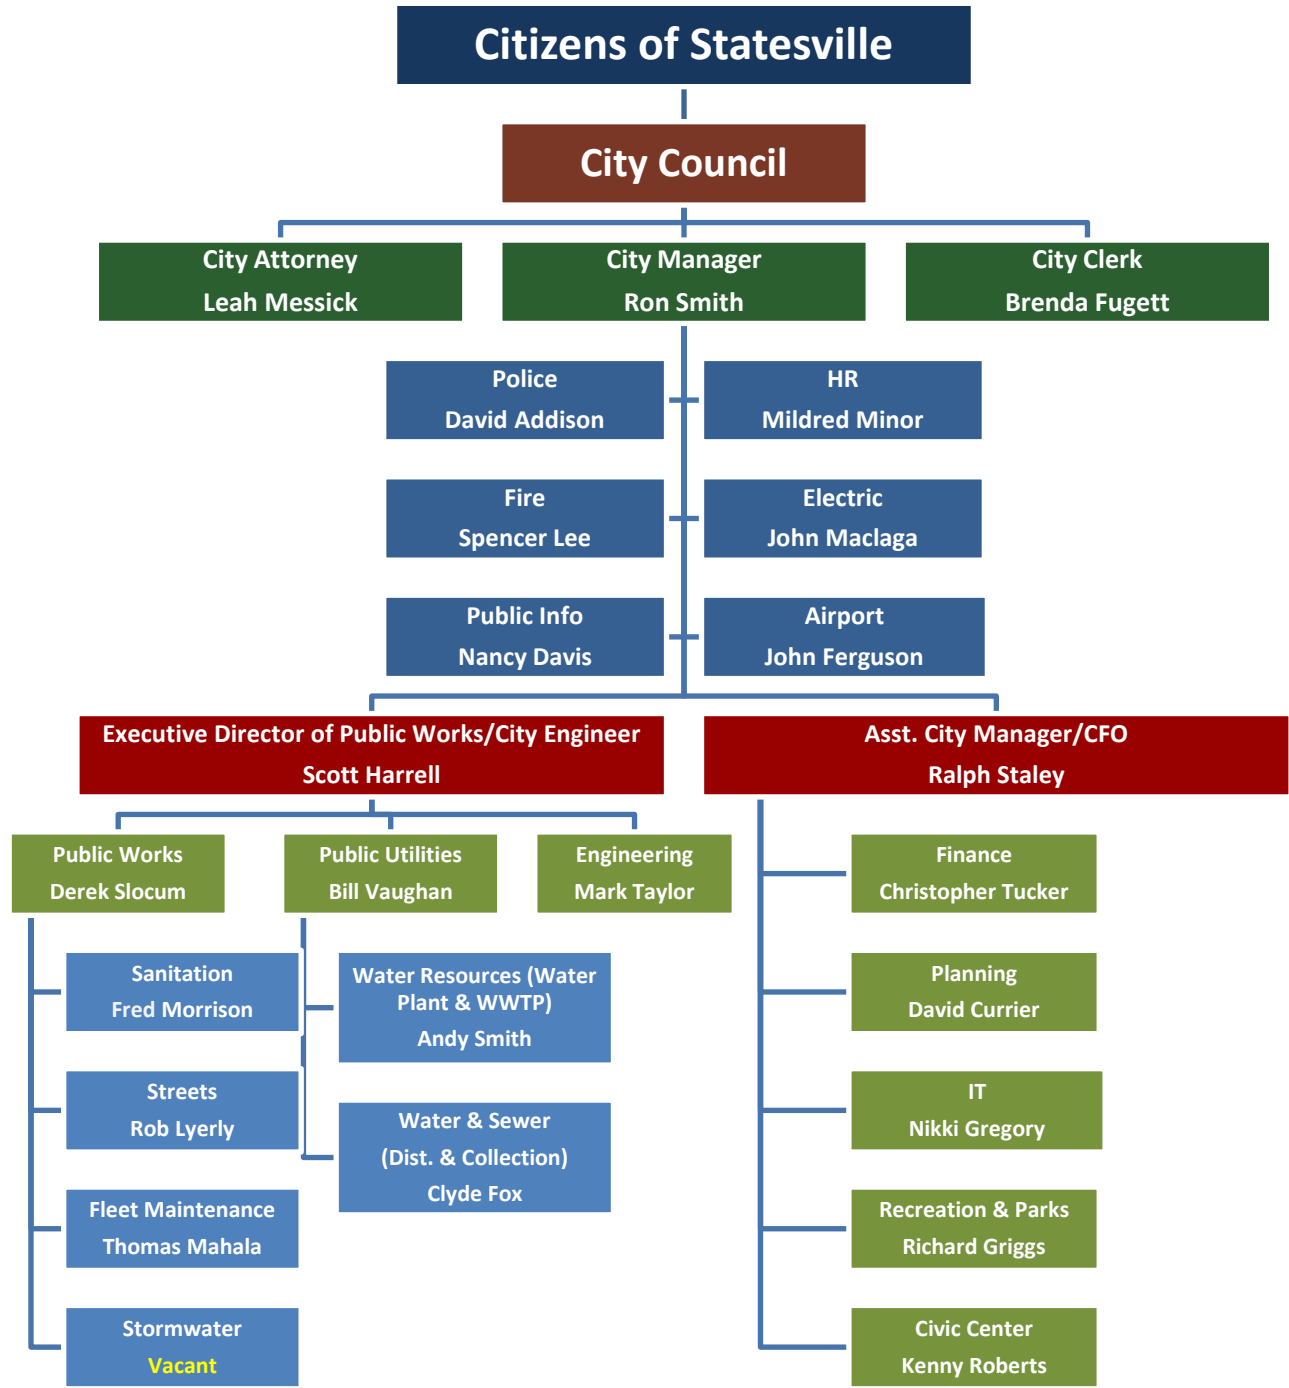 Citizens of Statesville
City Council
City Attorney
Leah Messick
City Manager
Ron Smith
City Clerk
Brenda Fugett
Police
David Addison
HR
Mildred Minor
Fire
Spencer Lee
Electric
John Maclaga
Public Info
Nancy Davis
Airport
John Ferguson
Executive Director of Public Works/City Engineer
Scott Harrell
Asst. City Manager/CFO
Ralph Staley
Public Works
Derek Slocum
Public Utilities
Bill Vaughan
Engineering
Mark Taylor
Finance
Christopher Tucker
Sanitation
Fred Morrison
Water Resources (Water
Plant & WWTP)
Andy Smith
Planning
David Currier
Streets
Rob Lyerly
Water & Sewer
(Dist. & Collection)
Clyde Fox
IT
Nikki Gregory
Fleet Maintenance
Thomas Mahala
Recreation & Parks
Richard Griggs
Stormwater
Vacant
Civic Center
Kenny Roberts